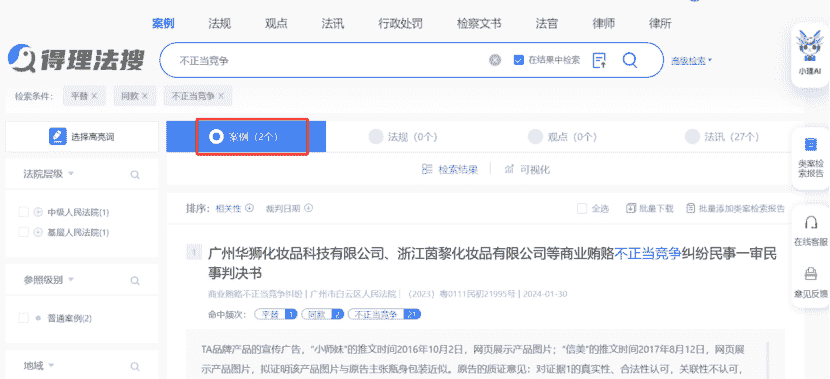 案例 法规 观点 法讯 行政处罚 检察文书 法官 律师 律所
得理法搜
不正当竞争 在结果中检索 高级检索
小理AI
检索条件: 平替 × 同款 × 不正当竞争 ×
选择高亮词
案例（2个） 法规（0个） 观点（0个） 法讯（27个）
检索结果 可视化
类案检索报告
法院层级
中级人民法院(1)
基层人民法院(1)
排序: 相关性 裁判日期 全选 批量下载 批量添加类案检索报告
在线客服
意见反馈
1 广州华狮化妆品科技有限公司、浙江茵黎化妆品有限公司等商业贿赂不正当竞争纠纷民事一审民
事判决书
参照级别
普通案例(2)
商业贿赂不正当竞争纠纷 | 广州市白云区人民法院 | （2023）粤0111民初21995号 | 2024-01-30
命中频次: 平替 1 同款 2 不正当竞争 21
地域
TA品牌产品的宣传广告，“小师妹”的推文时间2016年10月2日，网页展示产品图片；“信美”的推文时间2017年8月12日，网页展
示产品图片，拟证明该产品图片与原告主张瓶身包装近似。原告的质证意见：对证据1的真实性、合法性认可，关联性不认可，